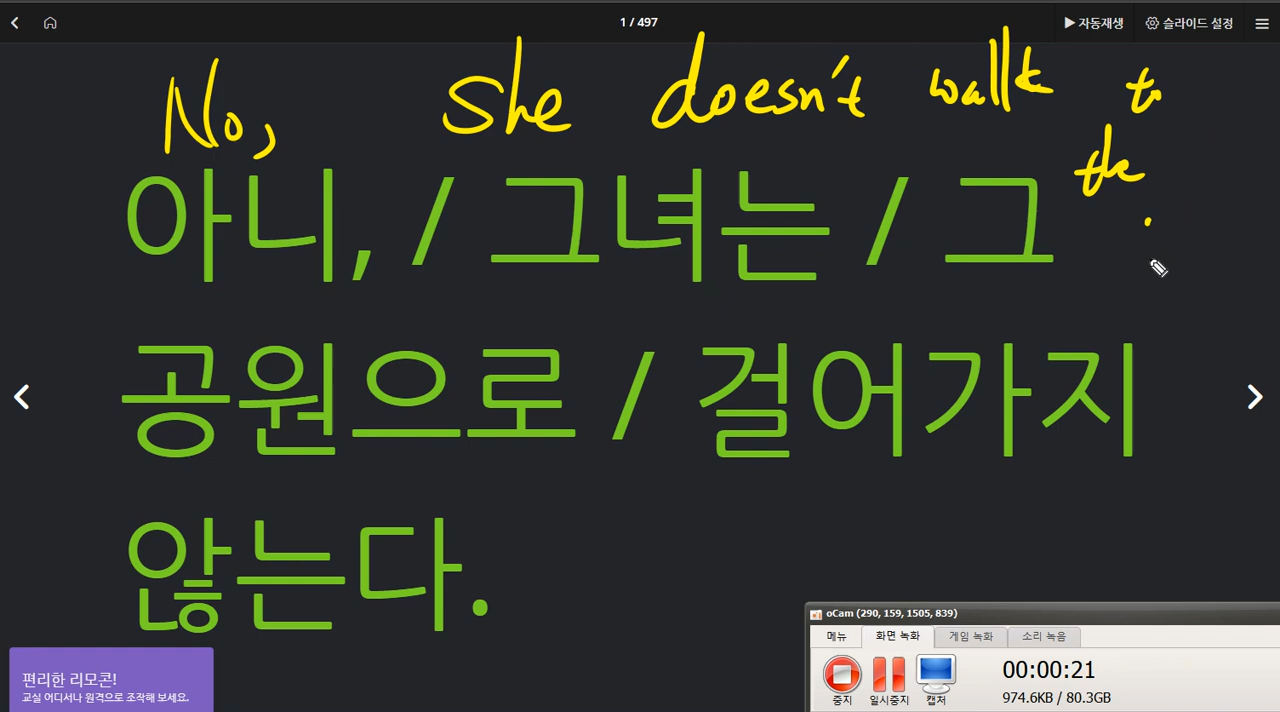 1 / 497
▶ 자동재생
슬라이드 설정
No, She doesn't walk to
the .
아니, / 그녀는 / 그
공원으로 / 걸어가지
않는다.
편리한 리모콘!
교실 어디서나 원격으로 조작해 보세요.
oCam (290, 159, 1505, 839)
메뉴 화면 녹화 게임 녹화 소리 녹음
00:00:21
중지 일시중지 캡처 974.6KB / 80.3GB